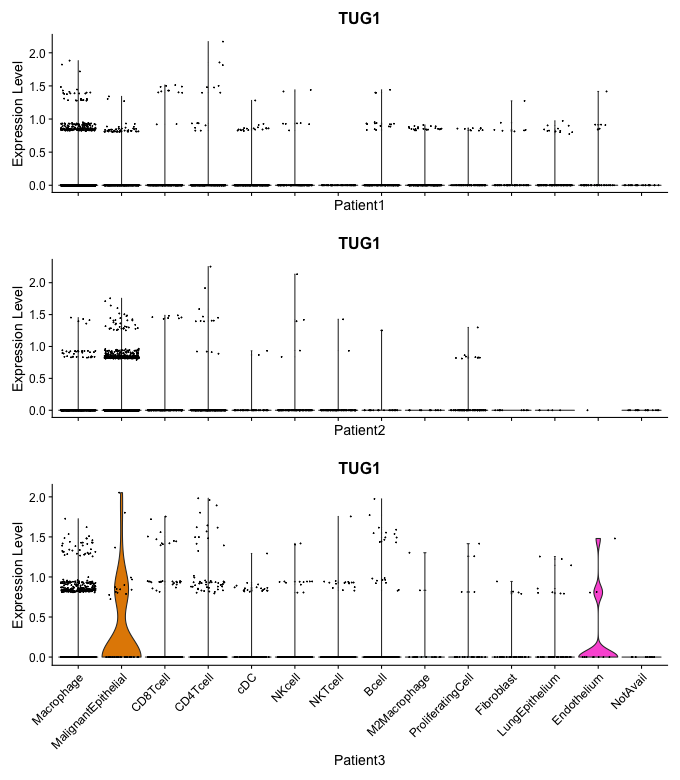 TUG1
Expression Level
2.0
1.5
1.0
0.5
0.0
Patient1
TUG1
Expression Level
2.0
1.5
1.0
0.5
0.0
Patient2
TUG1
Expression Level
2.0
1.5
1.0
0.5
0.0
Macrophage
MalignantEpithelial
CD8Tcell
CD4Tcell
cDC
NKcell
NKTcell
Bcell
M2Macrophage
ProliferatingCell
Fibroblast
LungEpithelium
Endothelium
NotAvail
Patient3